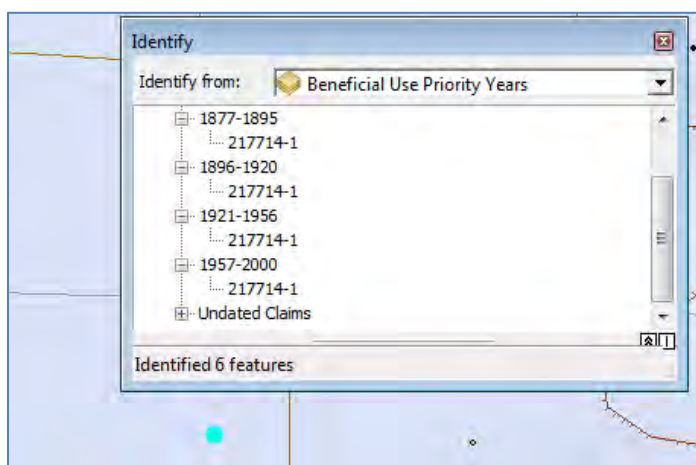 Identify
Identify from: Beneficial Use Priority Years
1877-1895
217714-1
1896-1920
217714-1
1921-1956
217714-1
1957-2000
217714-1
Undated Claims
Identified 6 features